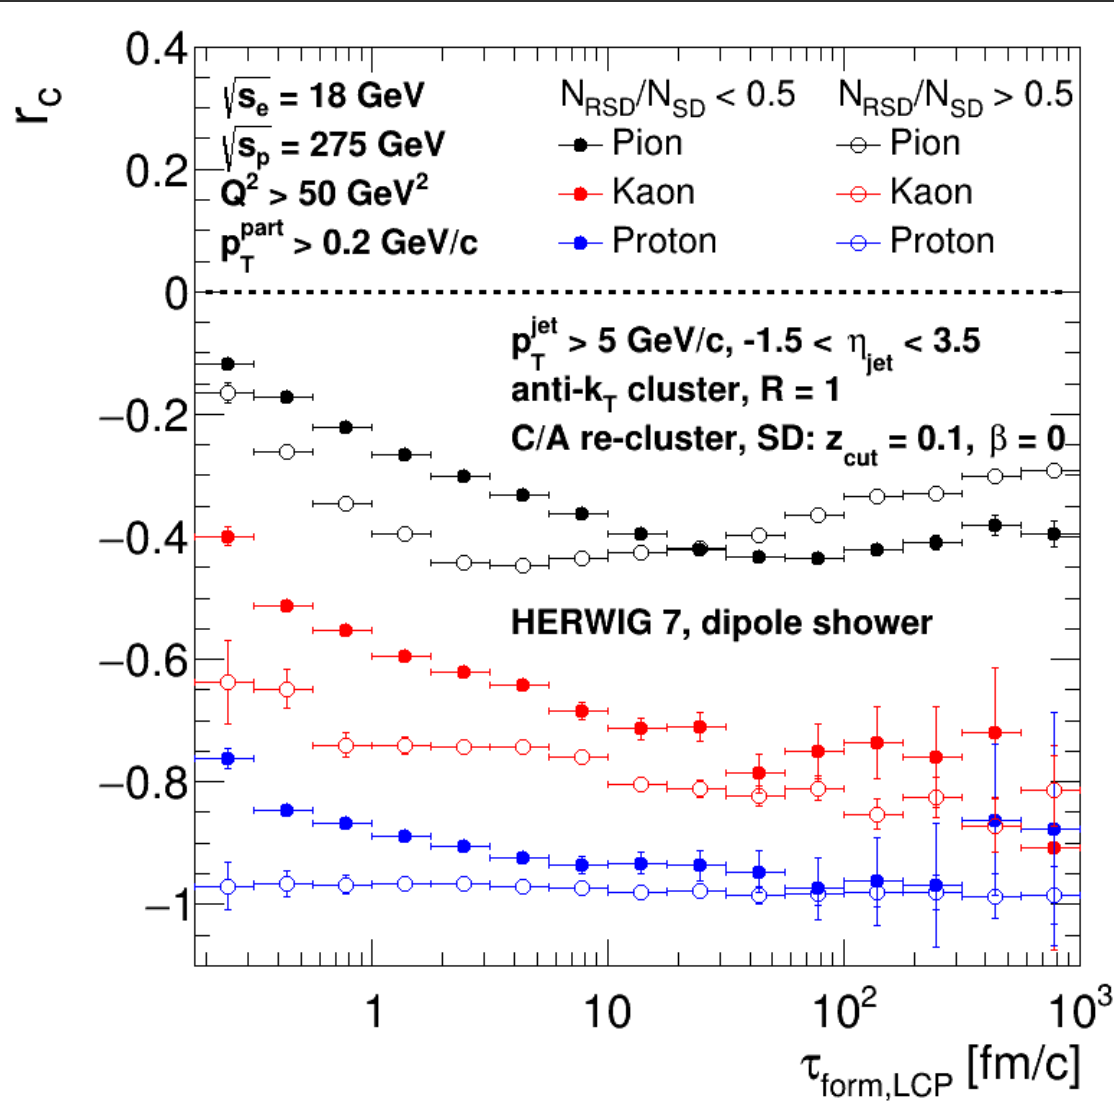 0.4
0.2
0
−0.2
−0.4
−0.6
−0.8
−1
r_c
√s_e = 18 GeV
√s_p = 275 GeV
Q² > 50 GeV²
p_T^part > 0.2 GeV/c
N_RSD/N_SD < 0.5
Pion
Kaon
Proton
N_RSD/N_SD > 0.5
Pion
Kaon
Proton
p_T^jet > 5 GeV/c, -1.5 < η_jet < 3.5
anti-k_T cluster, R = 1
C/A re-cluster, SD: z_cut = 0.1, β = 0
HERWIG 7, dipole shower
1 10 10² 10³
τ_form,LCP [fm/c]